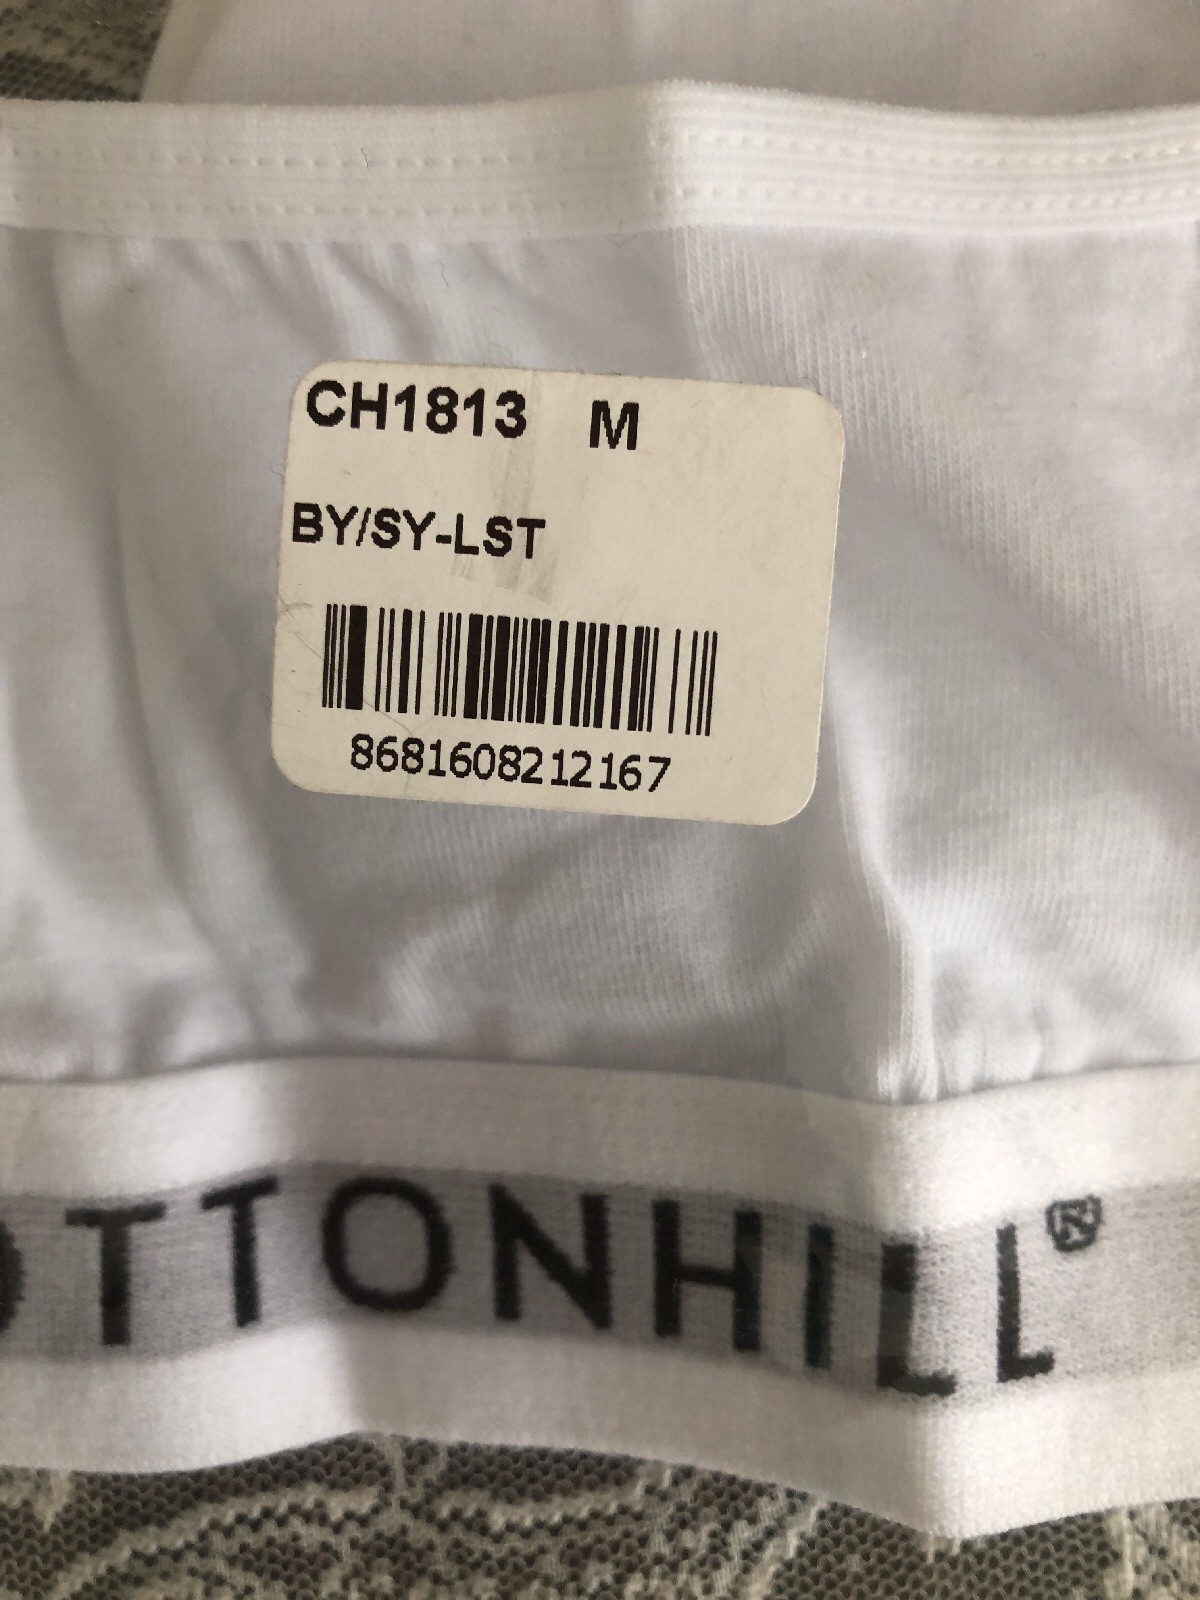 CH1813 M
BY/SY-LST
8681608212167
OTTONHILL®